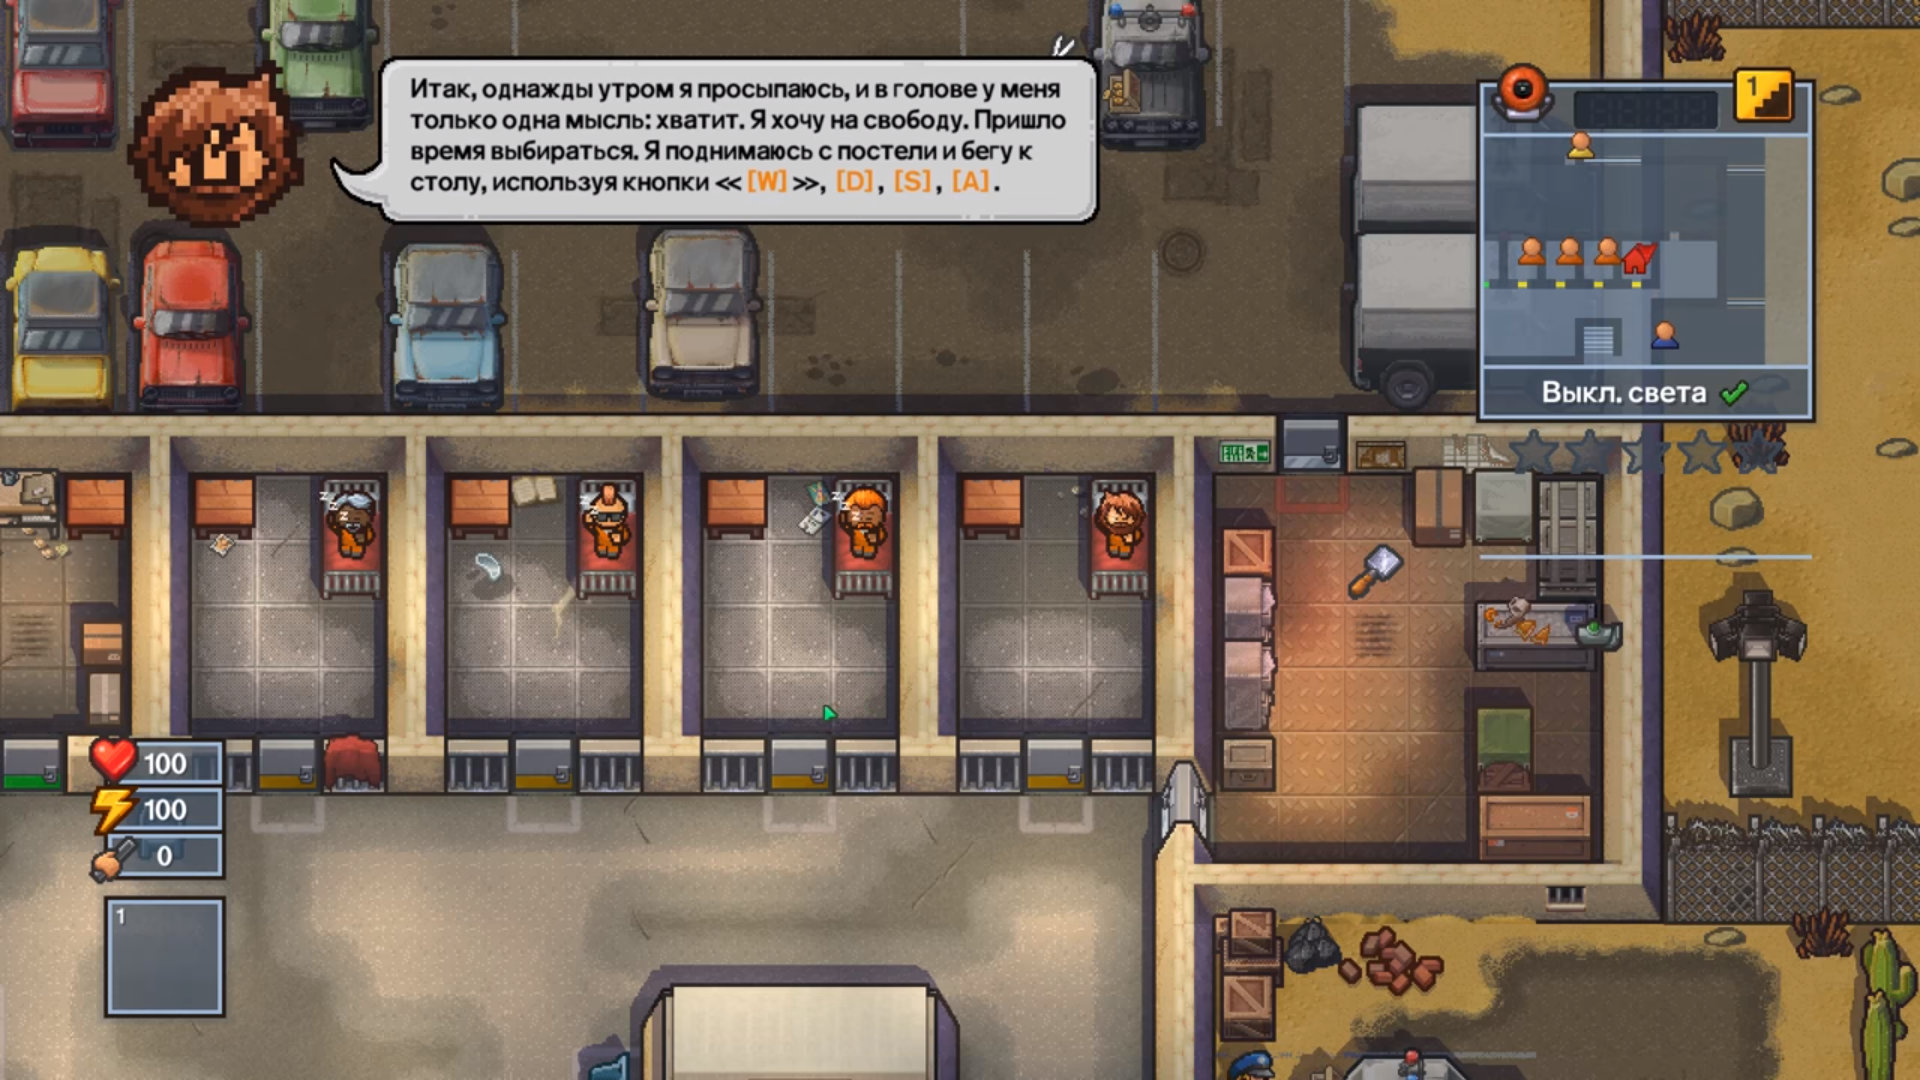 Итак, однажды утром я просыпаюсь, и в голове у меня
только одна мысль: хватит. Я хочу на свободу. Пришло
время выбираться. Я поднимаюсь с постели и бегу к
столу, используя кнопки << [W] >>, [D], [S], [A].
1
Выкл. света
100
100
0
1